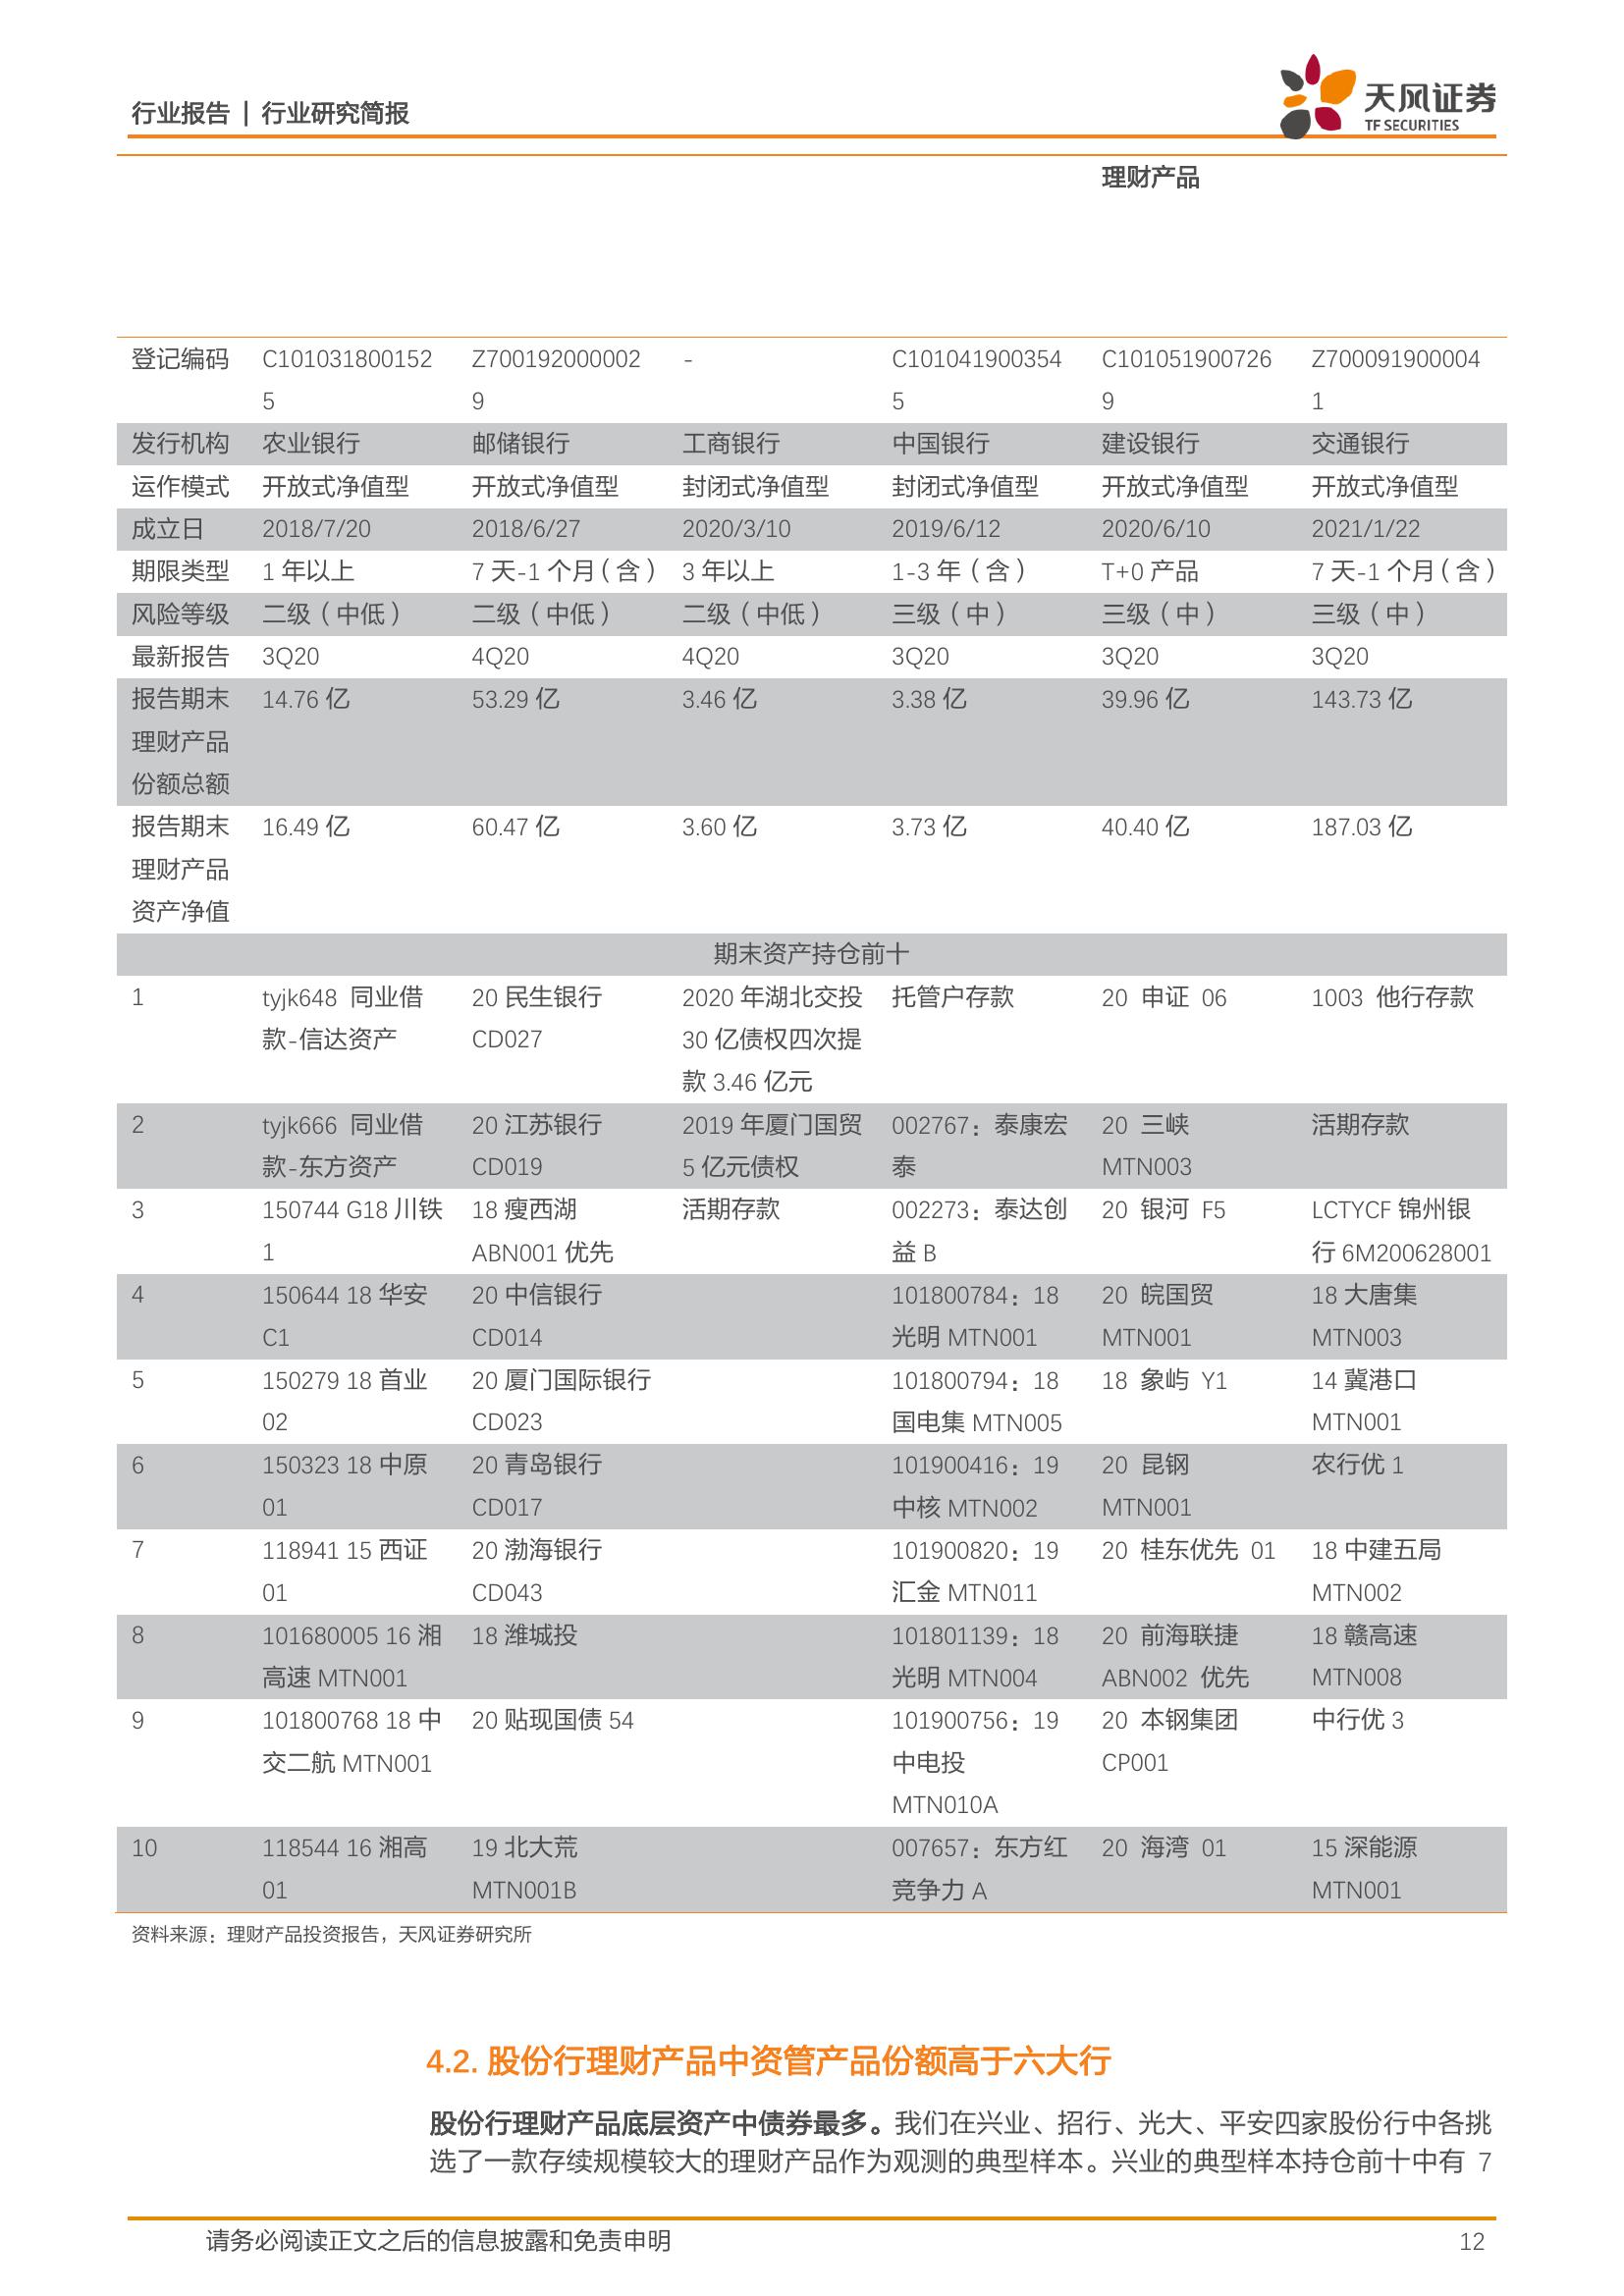 行业报告 | 行业研究简报
天风证券
TF SECURITIES
理财产品
登记编码 C101031800152 Z700192000002 - C101041900354 C101051900726 Z700091900004
5 9 5 9 1
发行机构 农业银行 邮储银行 工商银行 中国银行 建设银行 交通银行
运作模式 开放式净值型 开放式净值型 封闭式净值型 封闭式净值型 开放式净值型 开放式净值型
成立日 2018/7/20 2018/6/27 2020/3/10 2019/6/12 2020/6/10 2021/1/22
期限类型 1 年以上 7 天-1 个月（含） 3 年以上 1-3 年（含） T+0 产品 7 天-1 个月（含）
风险等级 二级（中低） 二级（中低） 二级（中低） 三级（中） 三级（中） 三级（中）
最新报告 3Q20 4Q20 4Q20 3Q20 3Q20 3Q20
报告期末 14.76 亿 53.29 亿 3.46 亿 3.38 亿 39.96 亿 143.73 亿
理财产品
份额总额
报告期末 16.49 亿 60.47 亿 3.60 亿 3.73 亿 40.40 亿 187.03 亿
理财产品
资产净值
期末资产持仓前十
1 tyjk648 同业借 20 民生银行 2020 年湖北交投 托管户存款 20 申证 06 1003 他行存款
款-信达资产 CD027 30 亿债权四次提
款 3.46 亿元
2 tyjk666 同业借 20 江苏银行 2019 年厦门国贸 002767：泰康宏 20 三峡 活期存款
款-东方资产 CD019 5 亿元债权 泰 MTN003
3 150744 G18 川铁 18 瘦西湖 活期存款 002273：泰达创 20 银河 F5 LCTYCF 锦州银
1 ABN001 优先 益 B 行 6M200628001
4 150644 18 华安 20 中信银行 101800784：18 20 皖国贸 18 大唐集
C1 CD014 光明 MTN001 MTN001 MTN003
5 150279 18 首业 20 厦门国际银行 101800794：18 18 象屿 Y1 14 冀港口
02 CD023 国电集 MTN005 MTN001
6 150323 18 中原 20 青岛银行 101900416：19 20 昆钢 农行优 1
01 CD017 中核 MTN002 MTN001
7 118941 15 西证 20 渤海银行 101900820：19 20 桂东优先 01 18 中建五局
01 CD043 汇金 MTN011 MTN002
8 101680005 16 湘 18 潍城投 101801139：18 20 前海联捷 18 赣高速
高速 MTN001 光明 MTN004 ABN002 优先 MTN008
9 101800768 18 中 20 贴现国债 54 101900756：19 20 本钢集团 中行优 3
交二航 MTN001 中电投 CP001
MTN010A
10 118544 16 湘高 19 北大荒 007657：东方红 20 海湾 01 15 深能源
01 MTN001B 竞争力 A MTN001
资料来源：理财产品投资报告，天风证券研究所
4.2. 股份行理财产品中资管产品份额高于六大行
股份行理财产品底层资产中债券最多。我们在兴业、招行、光大、平安四家股份行中各挑
选了一款存续规模较大的理财产品作为观测的典型样本。兴业的典型样本持仓前十中有 7
请务必阅读正文之后的信息披露和免责申明 12